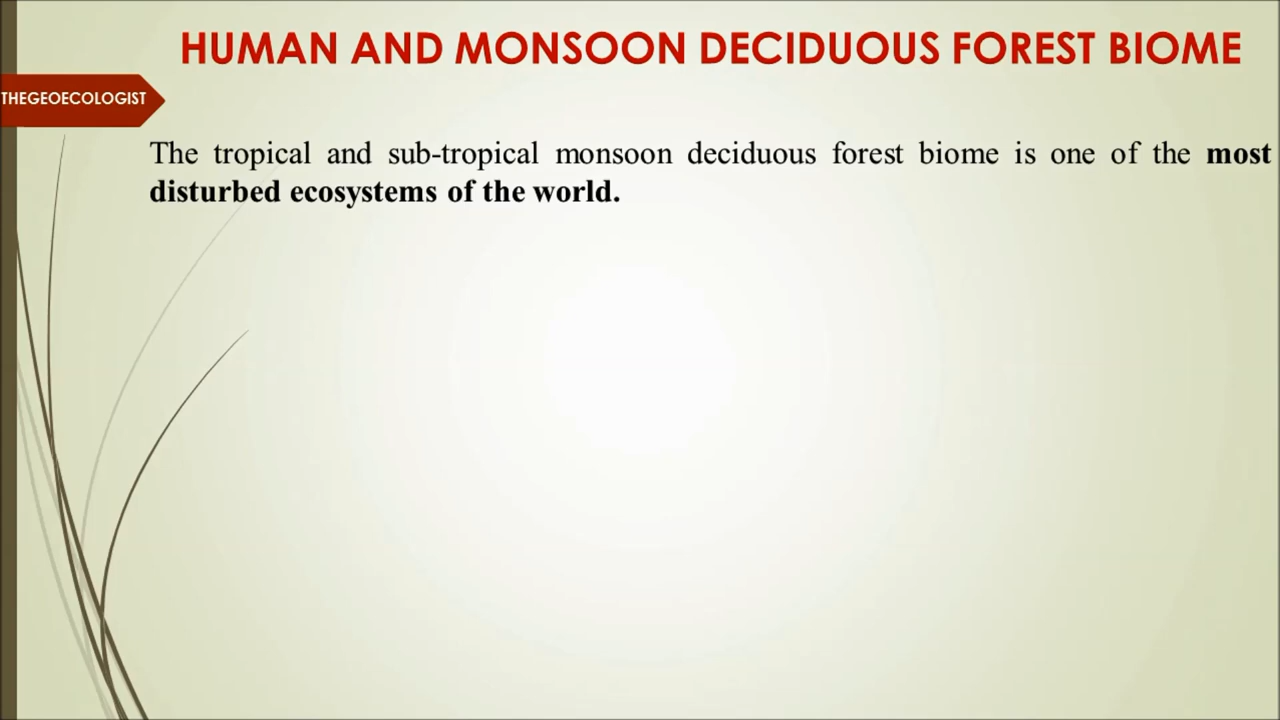 HUMAN AND MONSOON DECIDUOUS FOREST BIOME
THEGEOECOLOGIST
The tropical and sub-tropical monsoon deciduous forest biome is one of the most
disturbed ecosystems of the world.